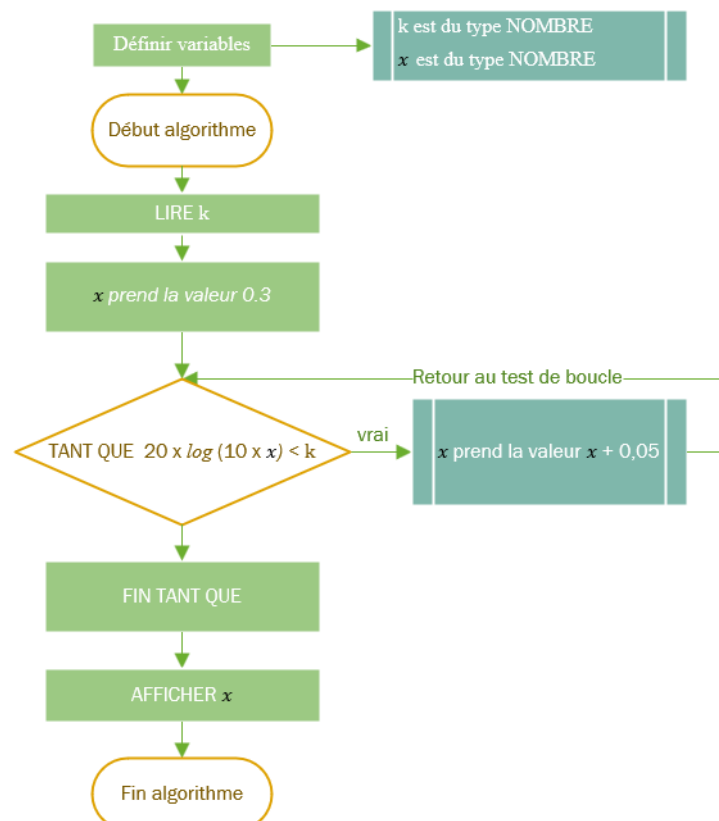 Définir variables
k est du type NOMBRE
x est du type NOMBRE
Début algorithme
LIRE k
x prend la valeur 0.3
Retour au test de boucle
TANT QUE 20 x log (10 x x) < k
vrai
x prend la valeur x + 0,05
FIN TANT QUE
AFFICHER x
Fin algorithme